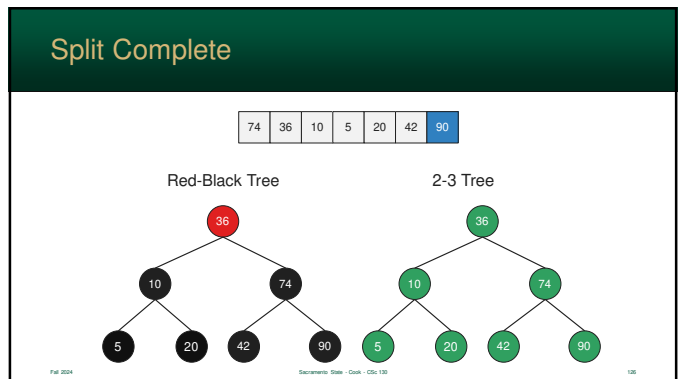 Split Complete
74 36 10 5 20 42 90
Red-Black Tree 2-3 Tree
36 36
10 74 10 74
5 20 42 90 5 20 42 90
Fall 2024 Sacramento State - Cook - CSc 130 128